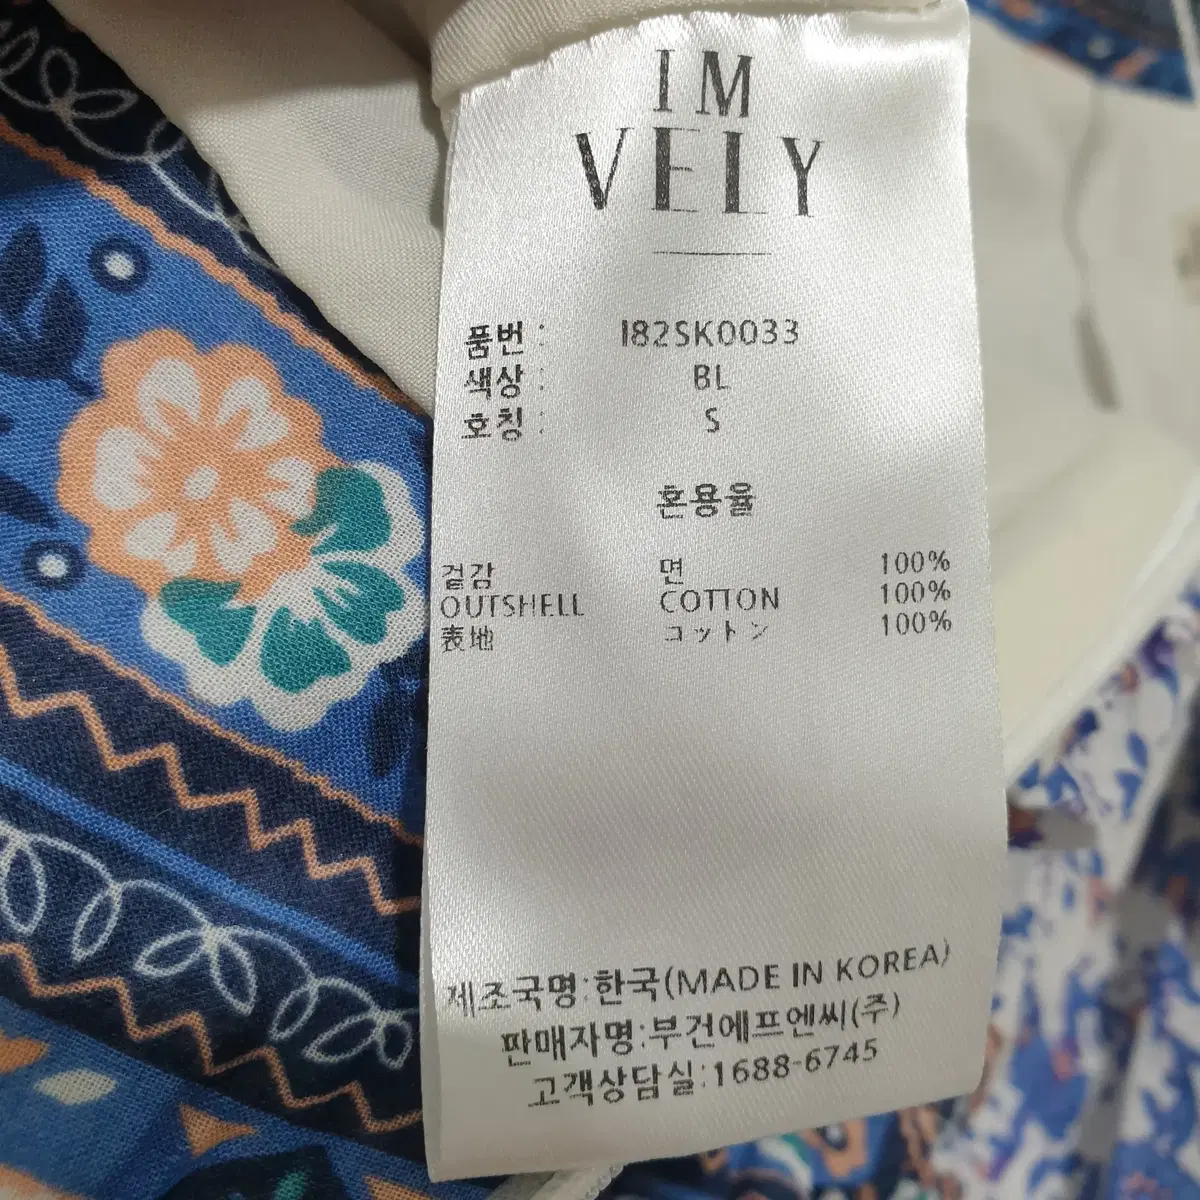 IM
VELY
품번 : I82SK0033
색상 : BL
호칭 : S
혼용율
겉감 면 100%
OUTSHELL COTTON 100%
表地 コットン 100%
제조국명:한국(MADE IN KOREA)
판매자명:부건에프엔씨(주)
고객상담실:1688-6745